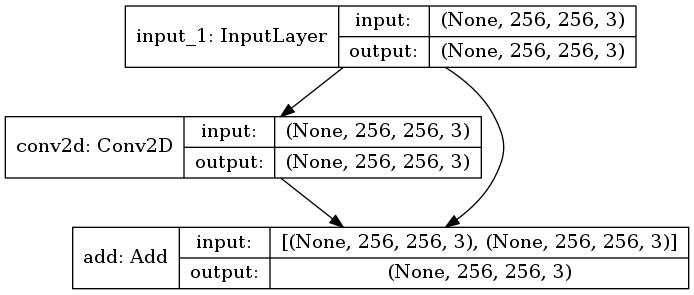 input_1: InputLayer
input:
(None, 256, 256, 3)
output:
(None, 256, 256, 3)
conv2d: Conv2D
input:
(None, 256, 256, 3)
output:
(None, 256, 256, 3)
add: Add
input:
[(None, 256, 256, 3), (None, 256, 256, 3)]
output:
(None, 256, 256, 3)